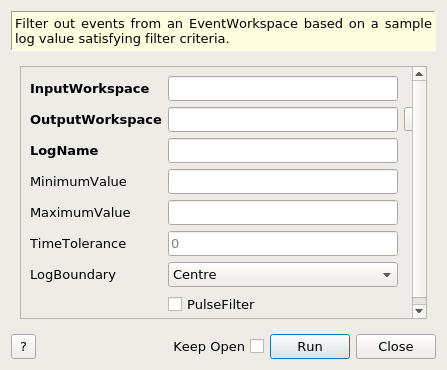 Filter out events from an EventWorkspace based on a sample
log value satisfying filter criteria.
InputWorkspace
OutputWorkspace
LogName
MinimumValue
MaximumValue
TimeTolerance 0
LogBoundary Centre
PulseFilter
? Keep Open Run Close